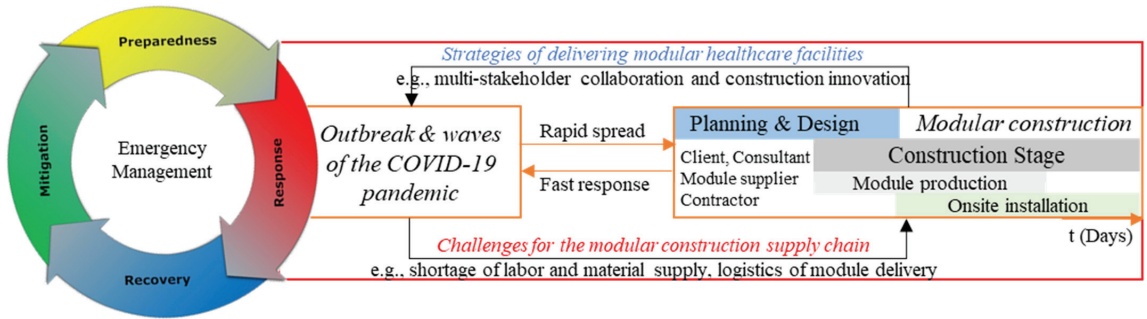 Preparedness
Mitigation
Emergency
Management
Response
Recovery
Strategies of delivering modular healthcare facilities
e.g., multi-stakeholder collaboration and construction innovation
Outbreak & waves
of the COVID-19
pandemic
Rapid spread
Fast response
Planning & Design
Modular construction
Client, Consultant
Module supplier
Contractor
Construction Stage
Module production
Onsite installation
t (Days)
Challenges for the modular construction supply chain
e.g., shortage of labor and material supply, logistics of module delivery